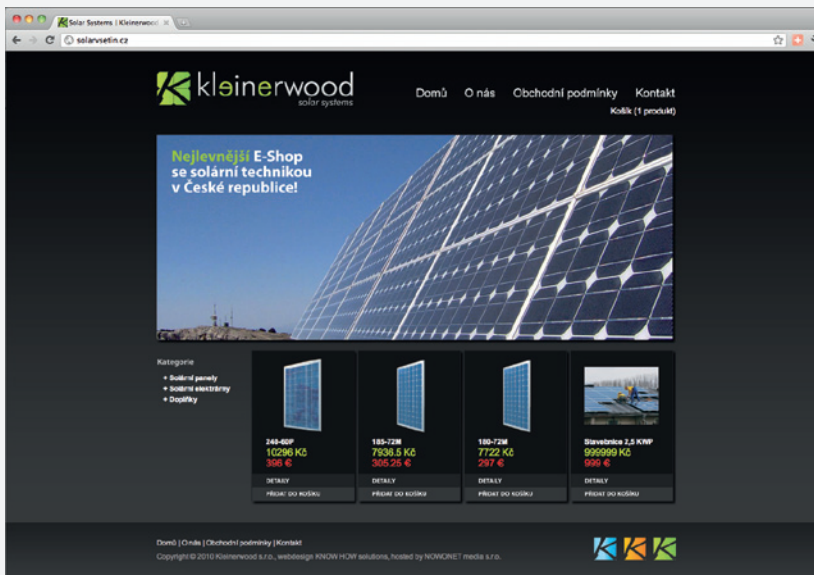 Solar Systems | Kleinerwood
solarvsetin.cz
kleinerwood
solar systems
Domů O nás Obchodní podmínky Kontakt
Košík (1 produkt)
Nejlevnější E-Shop
se solární technikou
v České republice!
Kategorie
+ Solární panely
+ Solární elektrárny
+ Doplňky
248-60P
10296 Kč
396 €
DETAILY
PŘIDAT DO KOŠÍKU
185-72M
7936.5 Kč
305.25 €
DETAILY
PŘIDAT DO KOŠÍKU
180-72M
7722 Kč
297 €
DETAILY
PŘIDAT DO KOŠÍKU
Stavebnice 2,5 KWP
999999 Kč
999 €
DETAILY
PŘIDAT DO KOŠÍKU
Domů | O nás | Obchodní podmínky | Kontakt
Copyright © 2010 Kleinerwood s.r.o., webdesign KNOW HOW solutions, hosted by NOWONET media s.r.o.